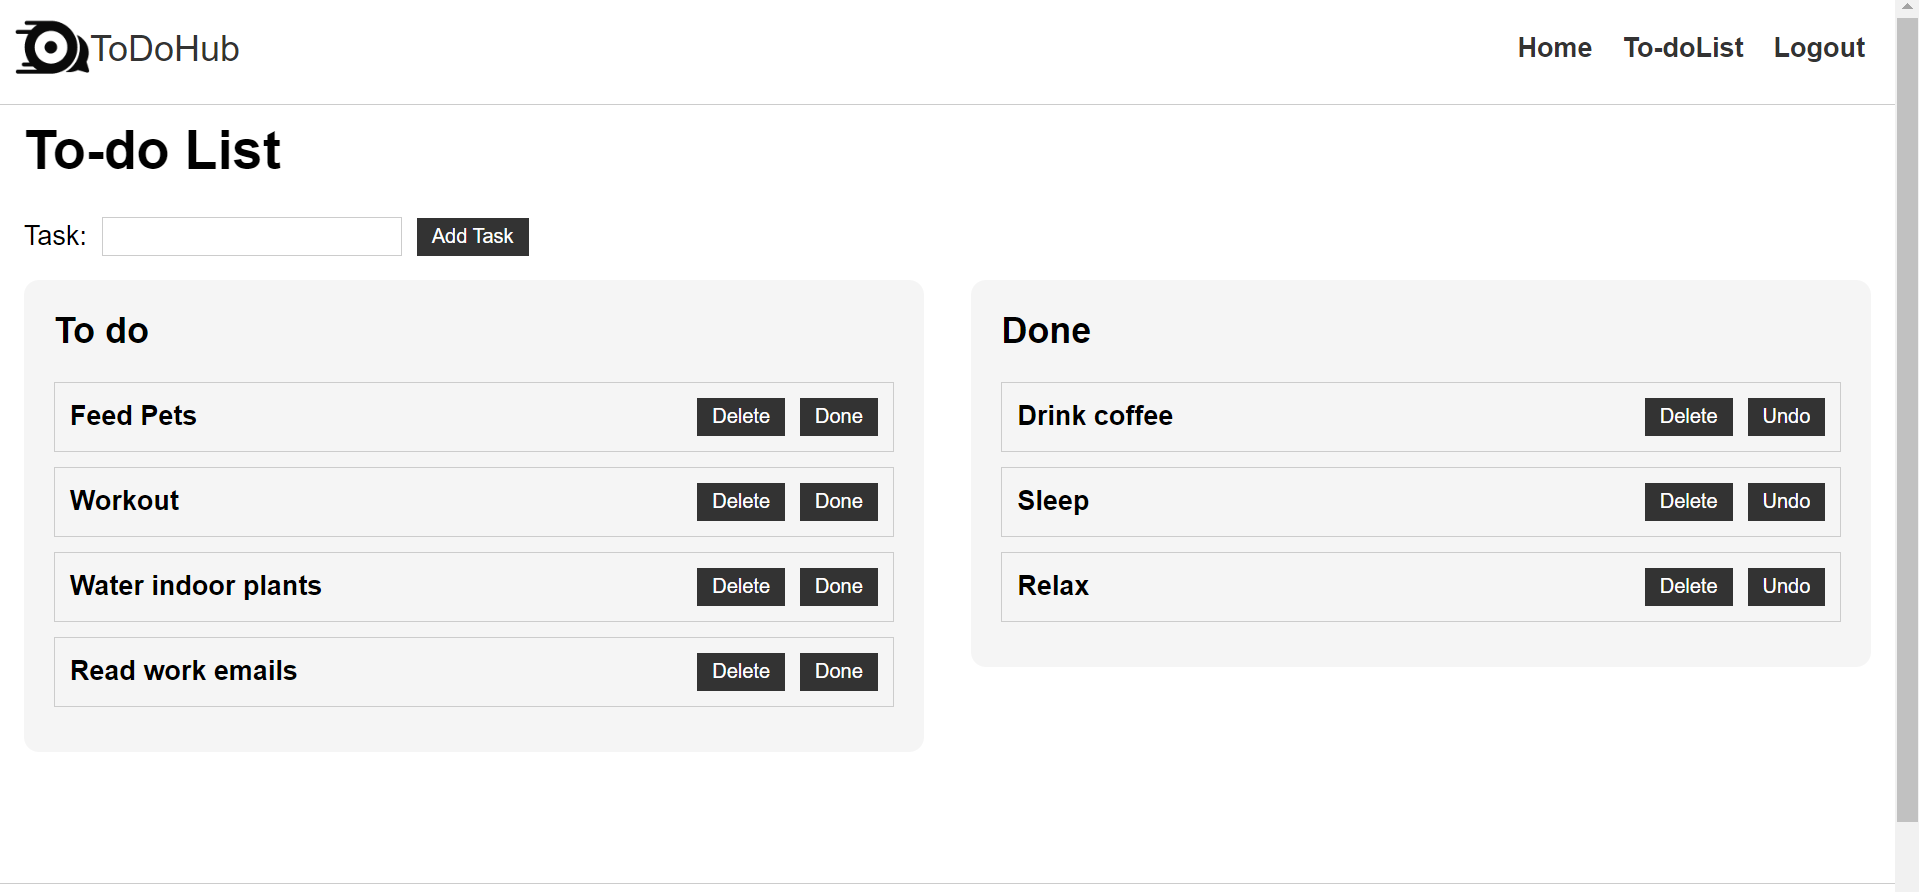 ToDoHub
Home To-doList Logout
To-do List
Task: Add Task
To do
Feed Pets Delete Done
Workout Delete Done
Water indoor plants Delete Done
Read work emails Delete Done
Done
Drink coffee Delete Undo
Sleep Delete Undo
Relax Delete Undo